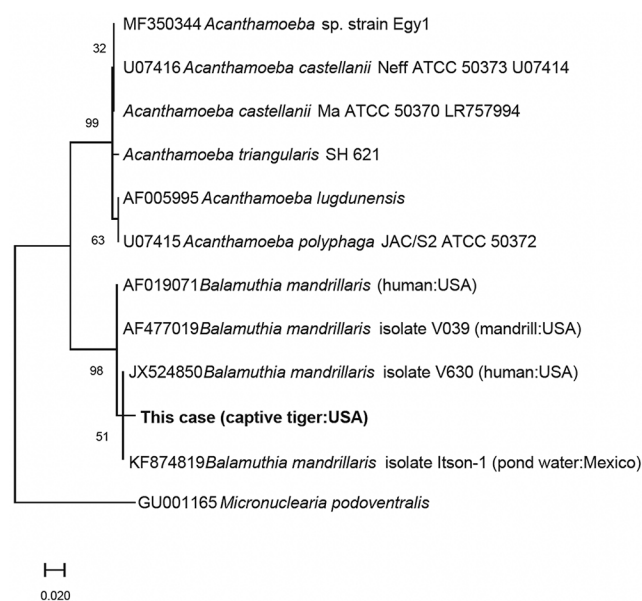 MF350344 Acanthamoeba sp. strain Egy1
32
U07416 Acanthamoeba castellanii Neff ATCC 50373 U07414
Acanthamoeba castellanii Ma ATCC 50370 LR757994
99
Acanthamoeba triangularis SH 621
AF005995 Acanthamoeba lugdunensis
63
U07415 Acanthamoeba polyphaga JAC/S2 ATCC 50372
AF019071 Balamuthia mandrillaris (human:USA)
AF477019 Balamuthia mandrillaris isolate V039 (mandrill:USA)
98
JX524850 Balamuthia mandrillaris isolate V630 (human:USA)
This case (captive tiger:USA)
51
KF874819 Balamuthia mandrillaris isolate Itson-1 (pond water:Mexico)
GU001165 Micronuclearia podoventralis
0.020